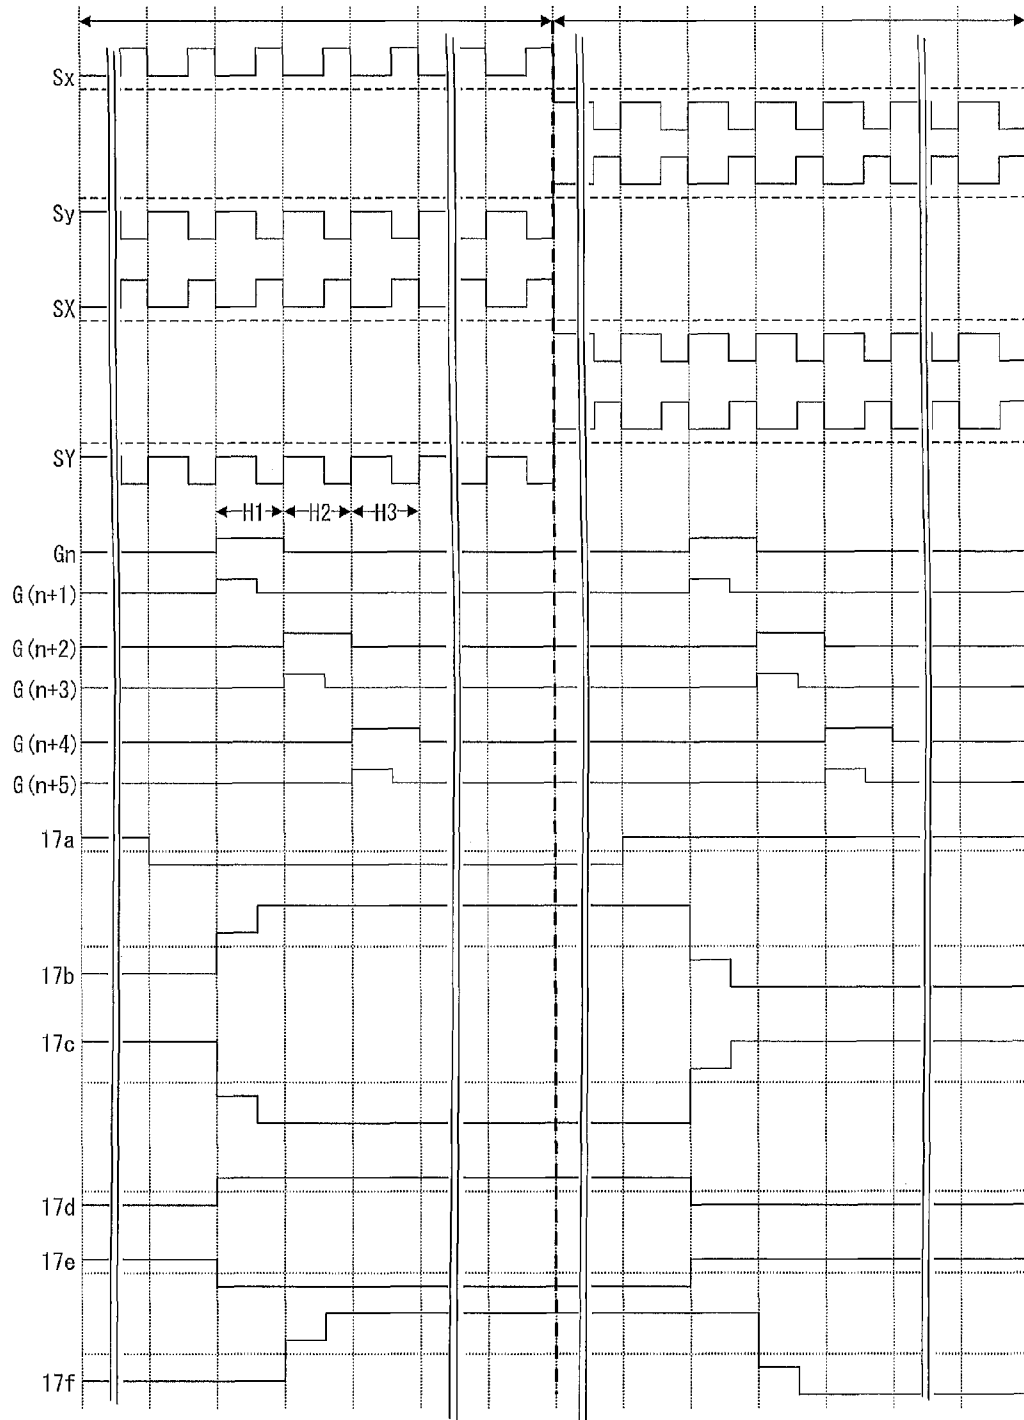 Sx
Sy
SX
SY
H1 H2 H3
Gn
G(n+1)
G(n+2)
G(n+3)
G(n+4)
G(n+5)
17a
17b
17c
17d
17e
17f